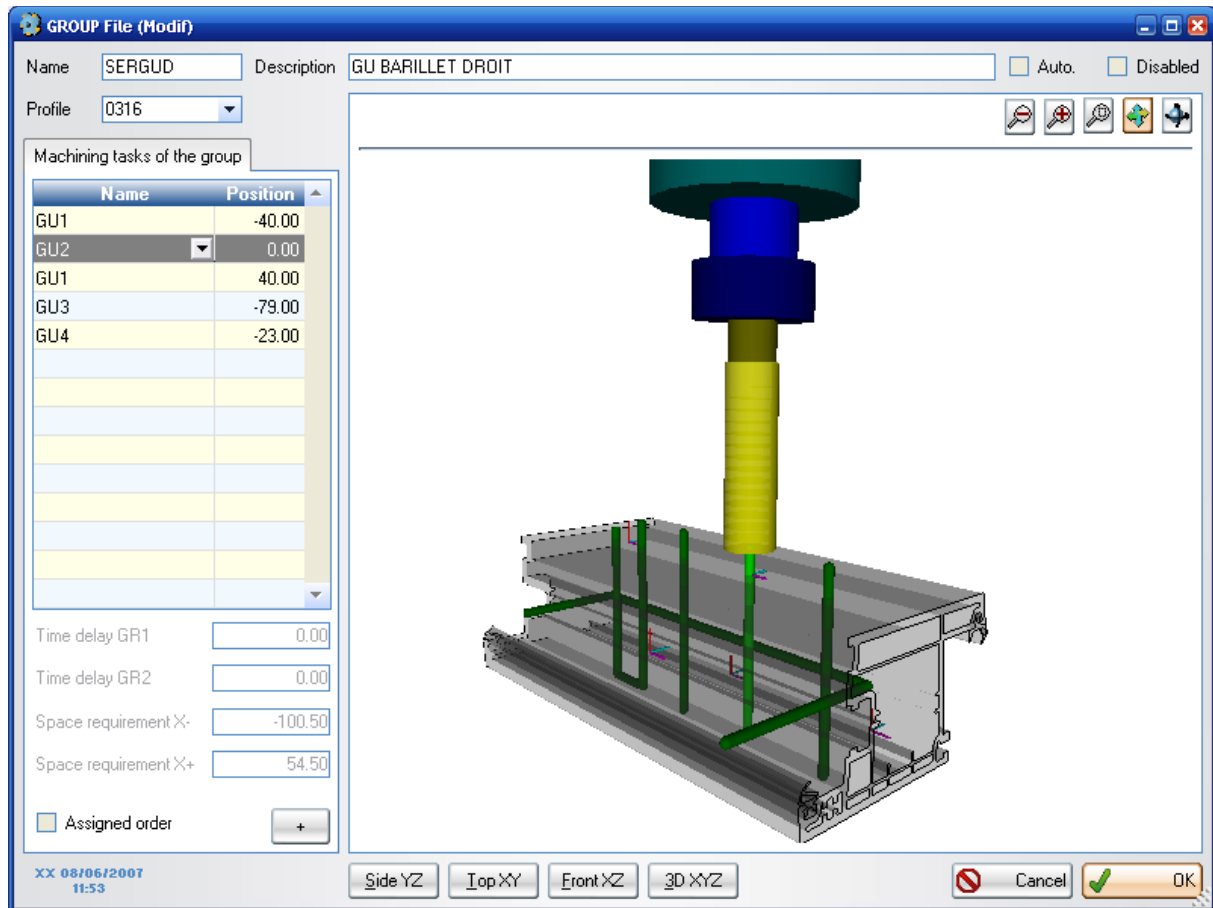 GROUP File (Modif)
Name SERGUD Description GU BARILLET DROIT Auto. Disabled
Profile 0316
Machining tasks of the group
Name Position
GU1 -40.00
GU2 0.00
GU1 40.00
GU3 -79.00
GU4 -23.00
Time delay GR1 0.00
Time delay GR2 0.00
Space requirement X- -100.50
Space requirement X+ 54.50
Assigned order +
XX 08/06/2007
11:53
Side YZ Top XY Front XZ 3D XYZ Cancel OK